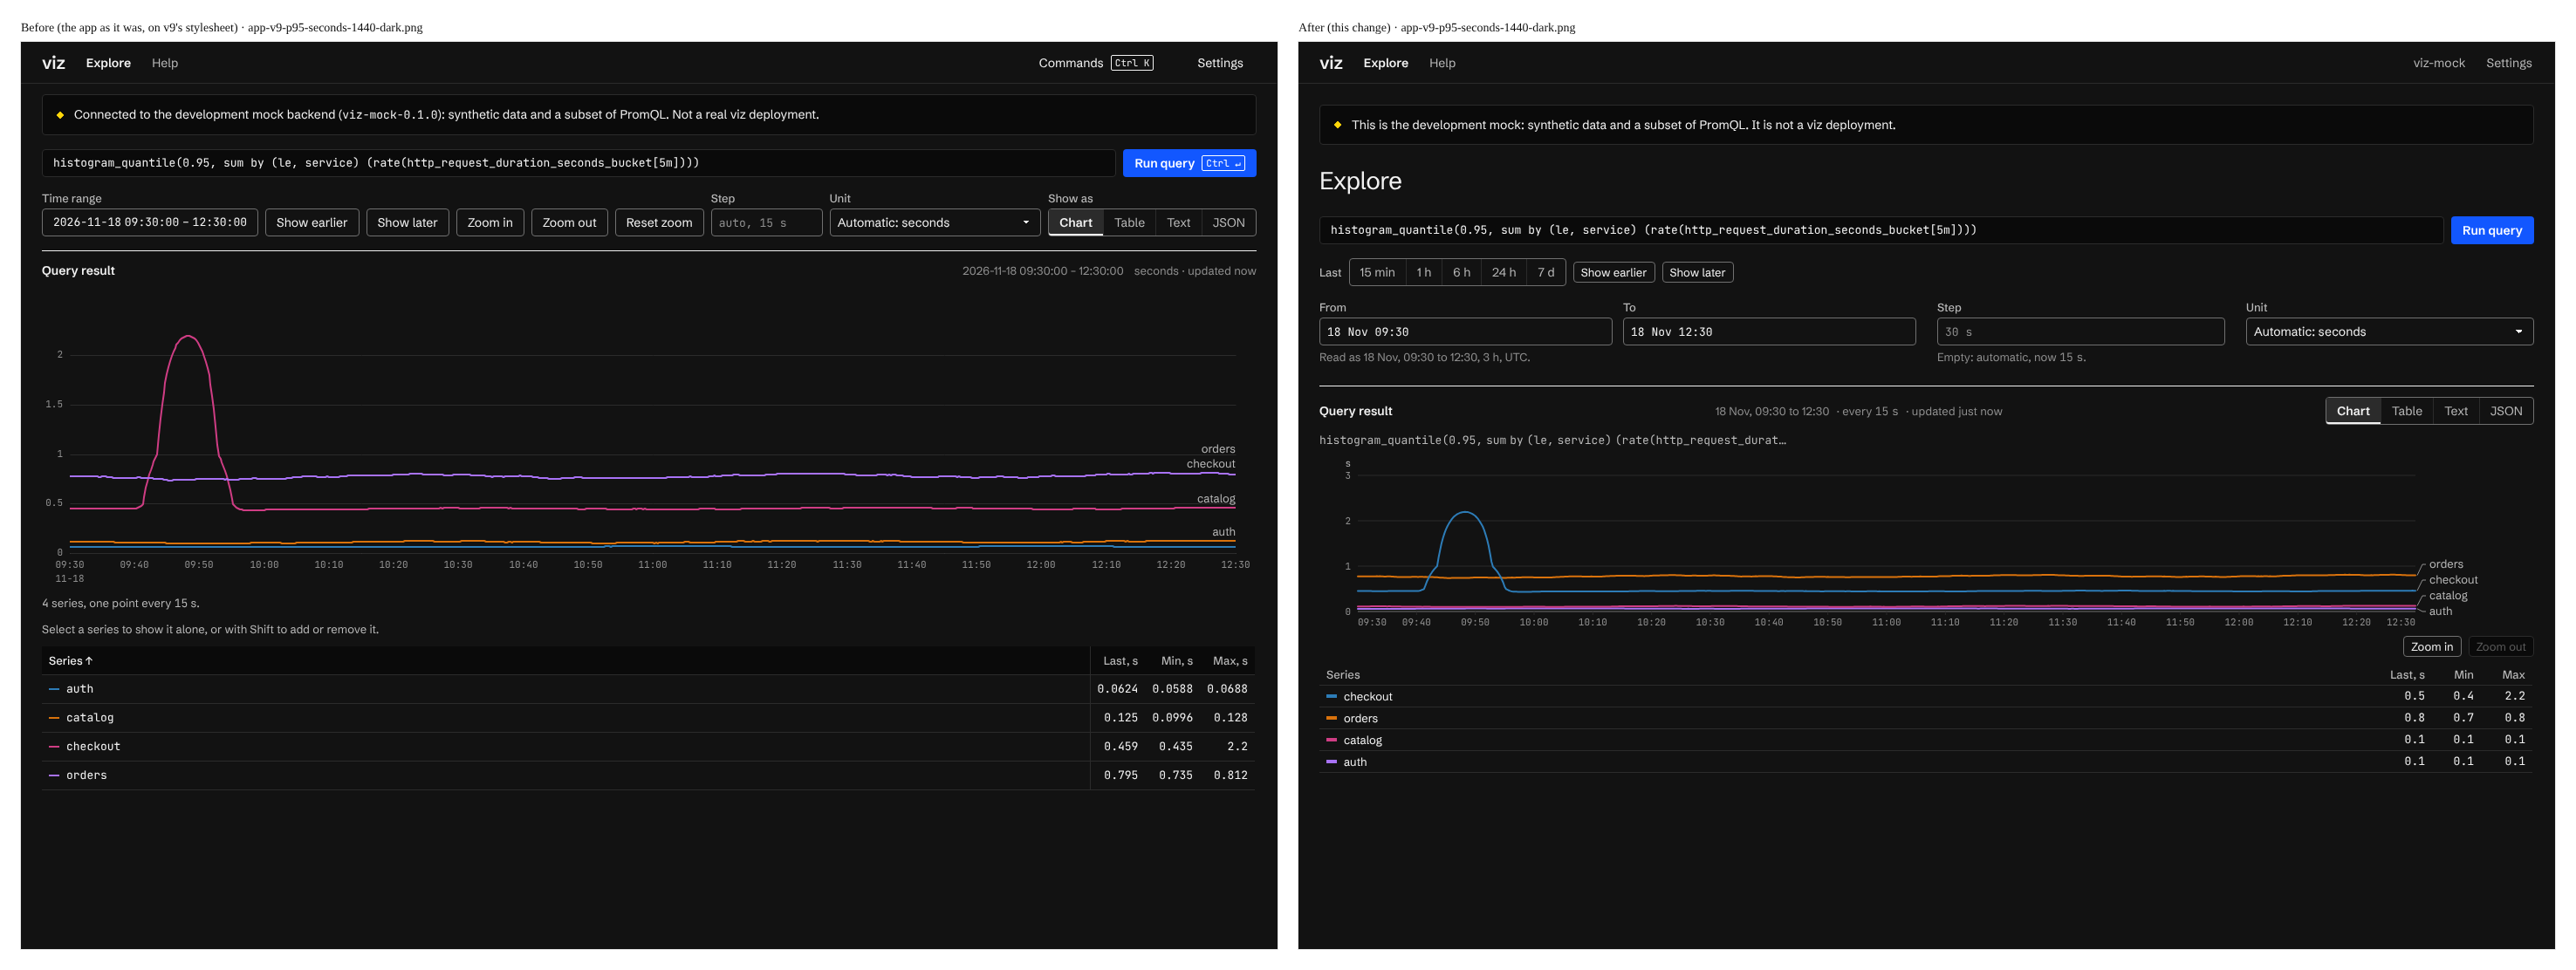 Before (the app as it was, on v9's stylesheet) · app-v9-p95-seconds-1440-dark.png
viz Explore Help Commands Ctrl K Settings
Connected to the development mock backend (viz-mock-0.1.0): synthetic data and a subset of PromQL. Not a real viz deployment.
histogram_quantile(0.95, sum by (le, service) (rate(http_request_duration_seconds_bucket[5m]))) Run query Ctrl ↵
Time range Step Unit Show as
2026-11-18 09:30:00 – 12:30:00 Show earlier Show later Zoom in Zoom out Reset zoom auto, 15 s Automatic: seconds Chart Table Text JSON
Query result 2026-11-18 09:30:00 – 12:30:00 seconds · updated now
2
1.5
1
0.5
0
orders
checkout
catalog
auth
09:30 09:40 09:50 10:00 10:10 10:20 10:30 10:40 10:50 11:00 11:10 11:20 11:30 11:40 11:50 12:00 12:10 12:20 12:30
11-18
4 series, one point every 15 s.
Select a series to show it alone, or with Shift to add or remove it.
Series ↑ Last, s Min, s Max, s
auth 0.0624 0.0588 0.0688
catalog 0.125 0.0996 0.128
checkout 0.459 0.435 2.2
orders 0.795 0.735 0.812
After (this change) · app-v9-p95-seconds-1440-dark.png
viz Explore Help viz-mock Settings
This is the development mock: synthetic data and a subset of PromQL. It is not a viz deployment.
Explore
histogram_quantile(0.95, sum by (le, service) (rate(http_request_duration_seconds_bucket[5m]))) Run query
Last 15 min 1 h 6 h 24 h 7 d Show earlier Show later
From To Step Unit
18 Nov 09:30 18 Nov 12:30 30 s Automatic: seconds
Read as 18 Nov, 09:30 to 12:30, 3 h, UTC. Empty: automatic, now 15 s.
Query result 18 Nov, 09:30 to 12:30 · every 15 s · updated just now Chart Table Text JSON
histogram_quantile(0.95, sum by (le, service) (rate(http_request_durat…
s
3
2
1
0
orders
checkout
catalog
auth
09:30 09:40 09:50 10:00 10:10 10:20 10:30 10:40 10:50 11:00 11:10 11:20 11:30 11:40 11:50 12:00 12:10 12:20 12:30
Zoom in Zoom out
Series Last, s Min Max
checkout 0.5 0.4 2.2
orders 0.8 0.7 0.8
catalog 0.1 0.1 0.1
auth 0.1 0.1 0.1